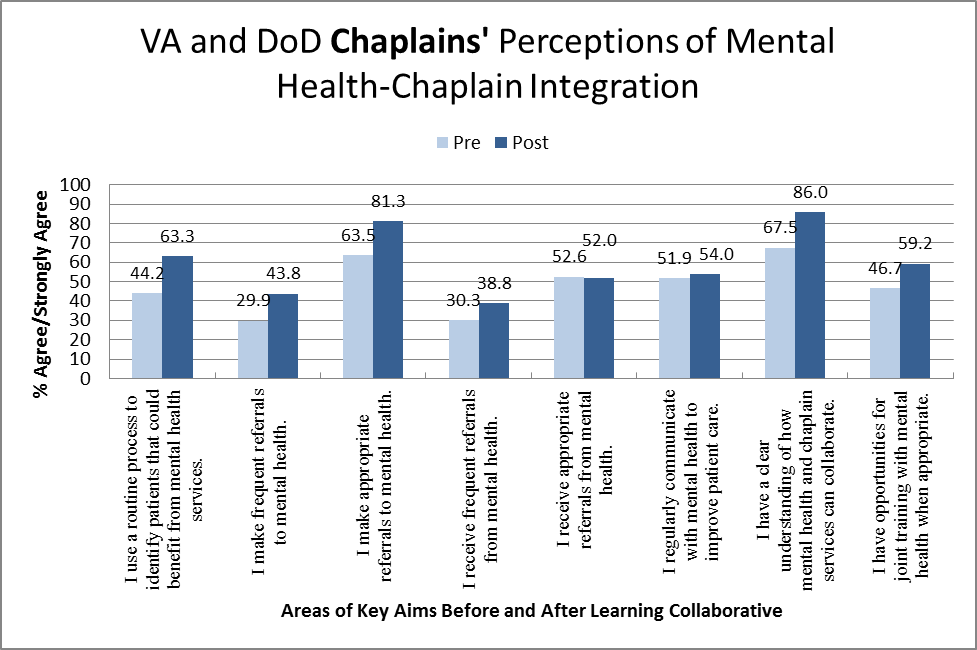 VA and DoD Chaplains' Perceptions of Mental
Health-Chaplain Integration
Pre
Post
% Agree/Strongly Agree
100
90
80
70
60
50
40
30
20
10
0
44.2
63.3
29.9
43.8
63.5
81.3
30.3
38.8
52.6
52.0
51.9
54.0
67.5
86.0
46.7
59.2
I use a routine process to
identify patients that could
benefit from mental health
services.
I make frequent referrals
to mental health.
I make appropriate
referrals to mental health.
I receive frequent referrals
from mental health.
I receive appropriate
referrals from mental
health.
I regularly communicate
with mental health to
improve patient care.
I have a clear
understanding of how
mental health and chaplain
services can collaborate.
I have opportunities for
joint training with mental
health when appropriate.
Areas of Key Aims Before and After Learning Collaborative